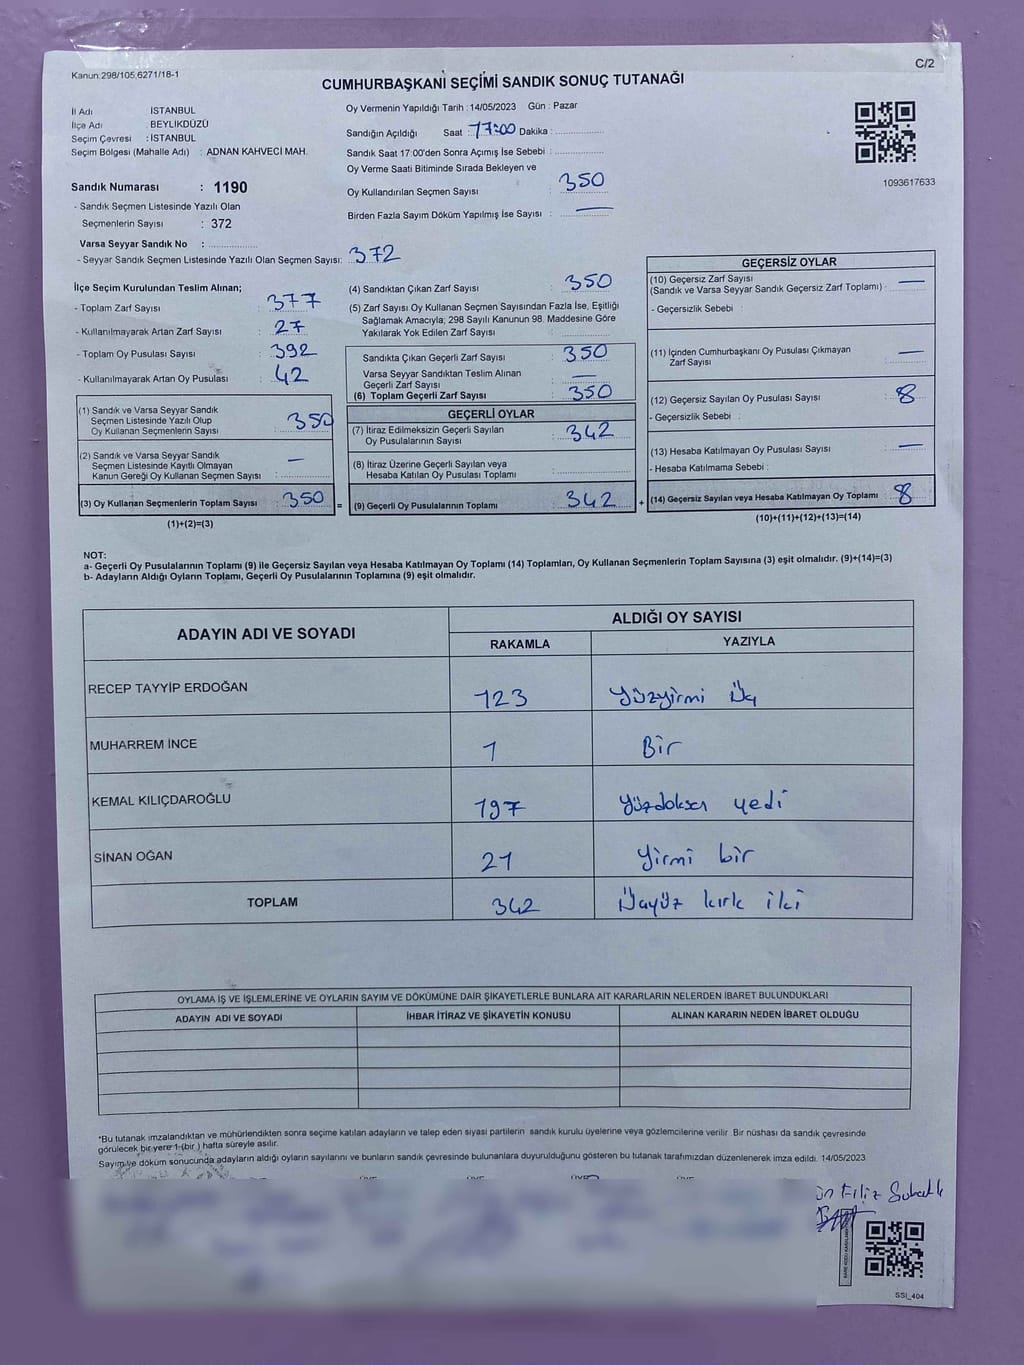 Kanun 298/105,6271/18-1
C/2
CUMHURBAŞKANI SEÇİMİ SANDIK SONUÇ TUTANAĞI
İl Adı İSTANBUL
İlçe Adı BEYLİKDÜZÜ
Seçim Çevresi : İSTANBUL
Seçim Bölgesi (Mahalle Adı) : ADNAN KAHVECİ MAH.
Sandık Numarası : 1190
- Sandık Seçmen Listesinde Yazılı Olan
Seçmenlerin Sayısı : 372
Varsa Seyyar Sandık No :
- Seyyar Sandık Seçmen Listesinde Yazılı Olan Seçmen Sayısı: 372
Oy Vermenin Yapıldığı Tarih : 14/05/2023 Gün : Pazar
Sandığın Açıldığı Saat : 17:00 Dakika :
Sandık Saat 17:00'den Sonra Açımış İse Sebebi :
Oy Verme Saati Bitiminde Sırada Bekleyen ve
Oy Kullandırılan Seçmen Sayısı : 350
Birden Fazla Sayım Döküm Yapılmış İse Sayısı : —
1093617633
İlçe Seçim Kurulundan Teslim Alınan;
- Toplam Zarf Sayısı : 377
- Kullanılmayarak Artan Zarf Sayısı : 27
- Toplam Oy Pusulası Sayısı : 392
- Kullanılmayarak Artan Oy Pusulası : 42
(1) Sandık ve Varsa Seyyar Sandık
Seçmen Listesinde Yazılı Olup
Oy Kullanan Seçmenlerin Sayısı : 350
(2) Sandık ve Varsa Seyyar Sandık
Seçmen Listesinde Kayıtlı Olmayan
Kanun Gereği Oy Kullanan Seçmen Sayısı : —
(3) Oy Kullanan Seçmenlerin Toplam Sayısı 350
(1)+(2)=(3)
(4) Sandıktan Çıkan Zarf Sayısı : 350
(5) Zarf Sayısı Oy Kullanan Seçmen Sayısından Fazla İse, Eşitliği
Sağlamak Amacıyla; 298 Sayılı Kanunun 98. Maddesine Göre
Yakılarak Yok Edilen Zarf Sayısı :
Sandıkta Çıkan Geçerli Zarf Sayısı : 350
Varsa Seyyar Sandıktan Teslim Alınan
Geçerli Zarf Sayısı : —
(6) Toplam Geçerli Zarf Sayısı : 350
GEÇERLİ OYLAR
(7) İtiraz Edilmeksizin Geçerli Sayılan
Oy Pusulalarının Sayısı : 342
(8) İtiraz Üzerine Geçerli Sayılan veya
Hesaba Katılan Oy Pusulası Toplamı :
= (9) Geçerli Oy Pusulalarının Toplamı : 342 +
GEÇERSİZ OYLAR
(10) Geçersiz Zarf Sayısı
(Sandık ve Varsa Seyyar Sandık Geçersiz Zarf Toplamı) : —
- Geçersizlik Sebebi :
(11) İçinden Cumhurbaşkanı Oy Pusulası Çıkmayan
Zarf Sayısı : —
(12) Geçersiz Sayılan Oy Pusulası Sayısı : 8
- Geçersizlik Sebebi :
(13) Hesaba Katılmayan Oy Pusulası Sayısı : —
- Hesaba Katılmama Sebebi :
(14) Geçersiz Sayılan veya Hesaba Katılmayan Oy Toplamı : 8
(10)+(11)+(12)+(13)=(14)
NOT:
a- Geçerli Oy Pusulalarının Toplamı (9) ile Geçersiz Sayılan veya Hesaba Katılmayan Oy Toplamı (14) Toplamları, Oy Kullanan Seçmenlerin Toplam Sayısına (3) eşit olmalıdır. (9)+(14)=(3)
b- Adayların Aldığı Oyların Toplamı, Geçerli Oy Pusulalarının Toplamına (9) eşit olmalıdır.
ADAYIN ADI VE SOYADI ALDIĞI OY SAYISI
RAKAMLA YAZIYLA
RECEP TAYYİP ERDOĞAN 123 Yüzyirmi Üç
MUHARREM İNCE 1 Bir
KEMAL KILIÇDAROĞLU 197 Yüzdoksan yedi
SİNAN OĞAN 21 Yirmi bir
TOPLAM 342 Üçyüz kırk iki
OYLAMA İŞ VE İŞLEMLERİNE VE OYLARIN SAYIM VE DÖKÜMÜNE DAİR ŞİKAYETLERLE BUNLARA AİT KARARLARIN NELERDEN İBARET BULUNDUKLARI
ADAYIN ADI VE SOYADI İHBAR İTİRAZ VE ŞİKAYETİN KONUSU ALINAN KARARIN NEDEN İBARET OLDUĞU
*Bu tutanak imzalandıktan ve mühürlendikten sonra seçime katılan adayların ve talep eden siyasi partilerin sandık kurulu üyelerine veya gözlemcilerine verilir. Bir nüshası da sandık çevresinde
görülecek bir yere 1 (bir ) hafta süreyle asılır.
Sayım ve döküm sonucunda adayların aldığı oyların sayılarını ve bunların sandık çevresinde bulunanlara duyurulduğunu gösteren bu tutanak tarafımızdan düzenlenerek imza edildi. 14/05/2023
Filiz
SSI_404